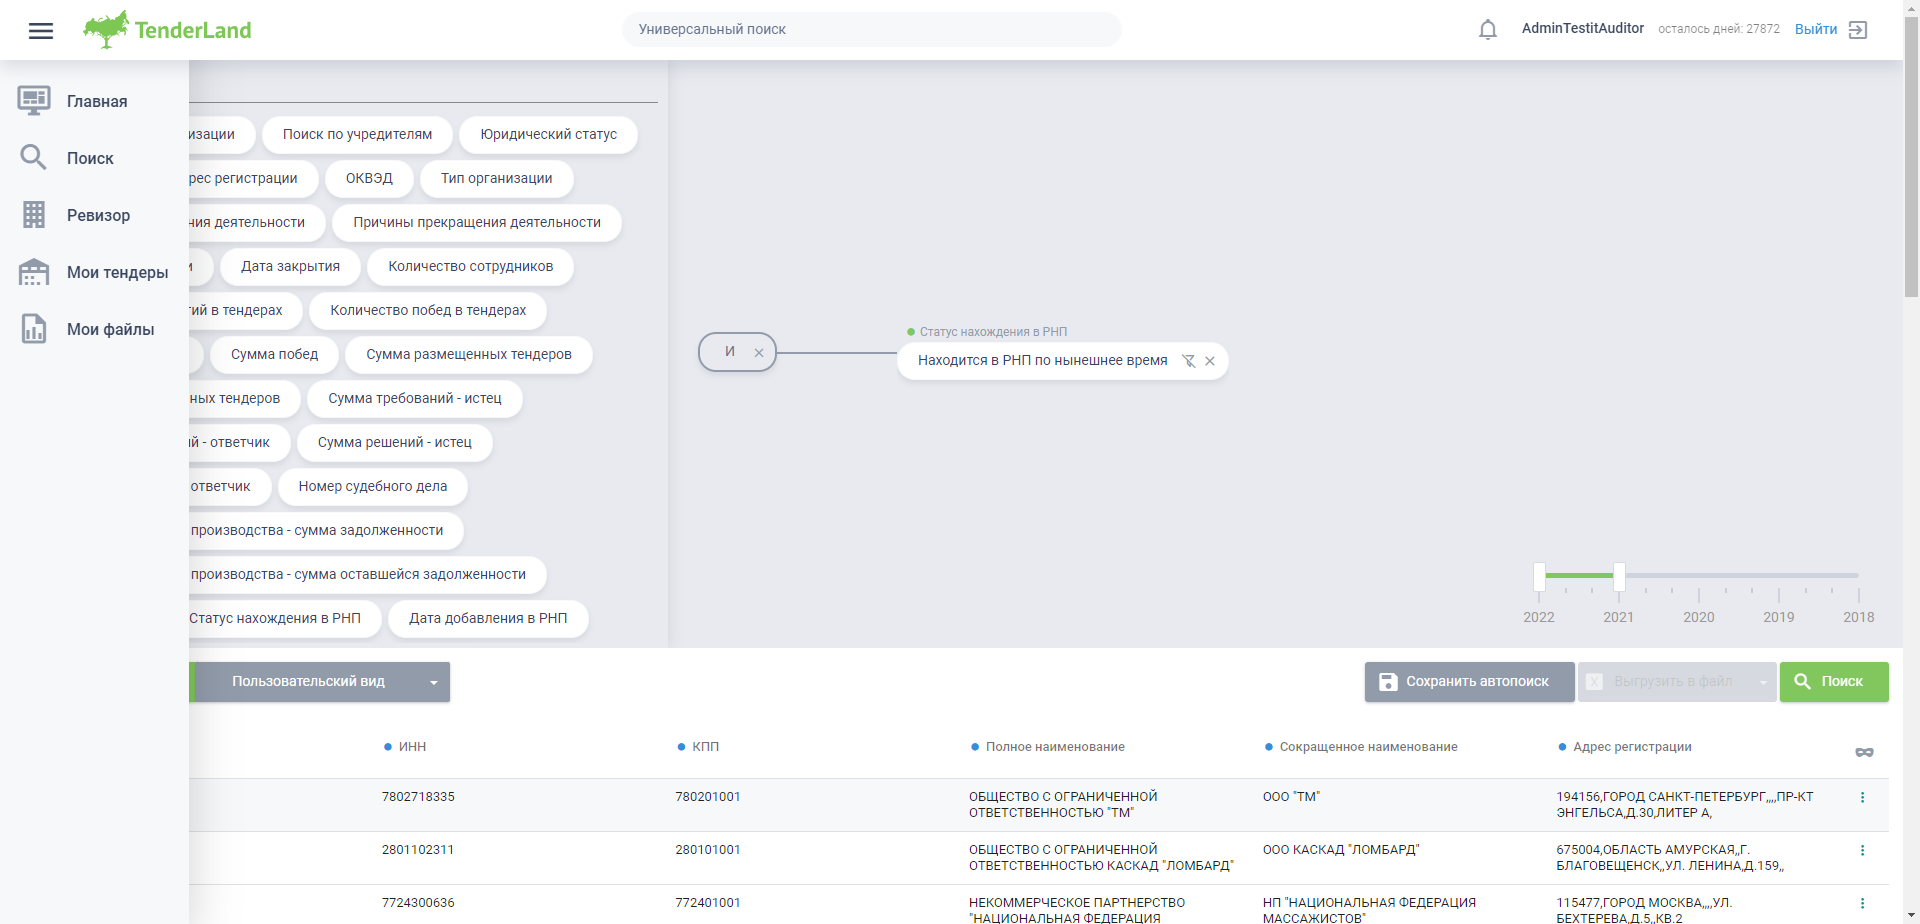 TenderLand
Универсальный поиск
AdminTestitAuditor
осталось дней: 27872
Выйти
Главная
Поиск
Ревизор
Мои тендеры
Мои файлы
изации
Поиск по учредителям
Юридический статус
рес регистрации
ОКВЭД
Тип организации
ния деятельности
Причины прекращения деятельности
и
Дата закрытия
Количество сотрудников
ий в тендерах
Количество побед в тендерах
Сумма побед
Сумма размещенных тендеров
ных тендеров
Сумма требований - истец
й - ответчик
Сумма решений - истец
ответчик
Номер судебного дела
производства - сумма задолженности
производства - сумма оставшейся задолженности
Статус нахождения в РНП
Дата добавления в РНП
И
Статус нахождения в РНП
Находится в РНП по нынешнее время
2022
2021
2020
2019
2018
Пользовательский вид
Сохранить автопоиск
Выгрузить в файл
Поиск
ИНН
КПП
Полное наименование
Сокращенное наименование
Адрес регистрации
7802718335
780201001
ОБЩЕСТВО С ОГРАНИЧЕННОЙ
ОТВЕТСТВЕННОСТЬЮ "ТМ"
ООО "ТМ"
194156,ГОРОД САНКТ-ПЕТЕРБУРГ,,,,ПР-КТ
ЭНГЕЛЬСА,Д.30,ЛИТЕР А,
2801102311
280101001
ОБЩЕСТВО С ОГРАНИЧЕННОЙ
ОТВЕТСТВЕННОСТЬЮ КАСКАД "ЛОМБАРД"
ООО КАСКАД "ЛОМБАРД"
675004,ОБЛАСТЬ АМУРСКАЯ,,Г.
БЛАГОВЕЩЕНСК,,УЛ. ЛЕНИНА,Д.159,,
7724300636
772401001
НЕКОММЕРЧЕСКОЕ ПАРТНЕРСТВО
"НАЦИОНАЛЬНАЯ ФЕДЕРАЦИЯ
НП "НАЦИОНАЛЬНАЯ ФЕДЕРАЦИЯ
МАССАЖИСТОВ"
115477,ГОРОД МОСКВА,,,,УЛ.
БЕХТЕРЕВА,Д.5,,КВ.2